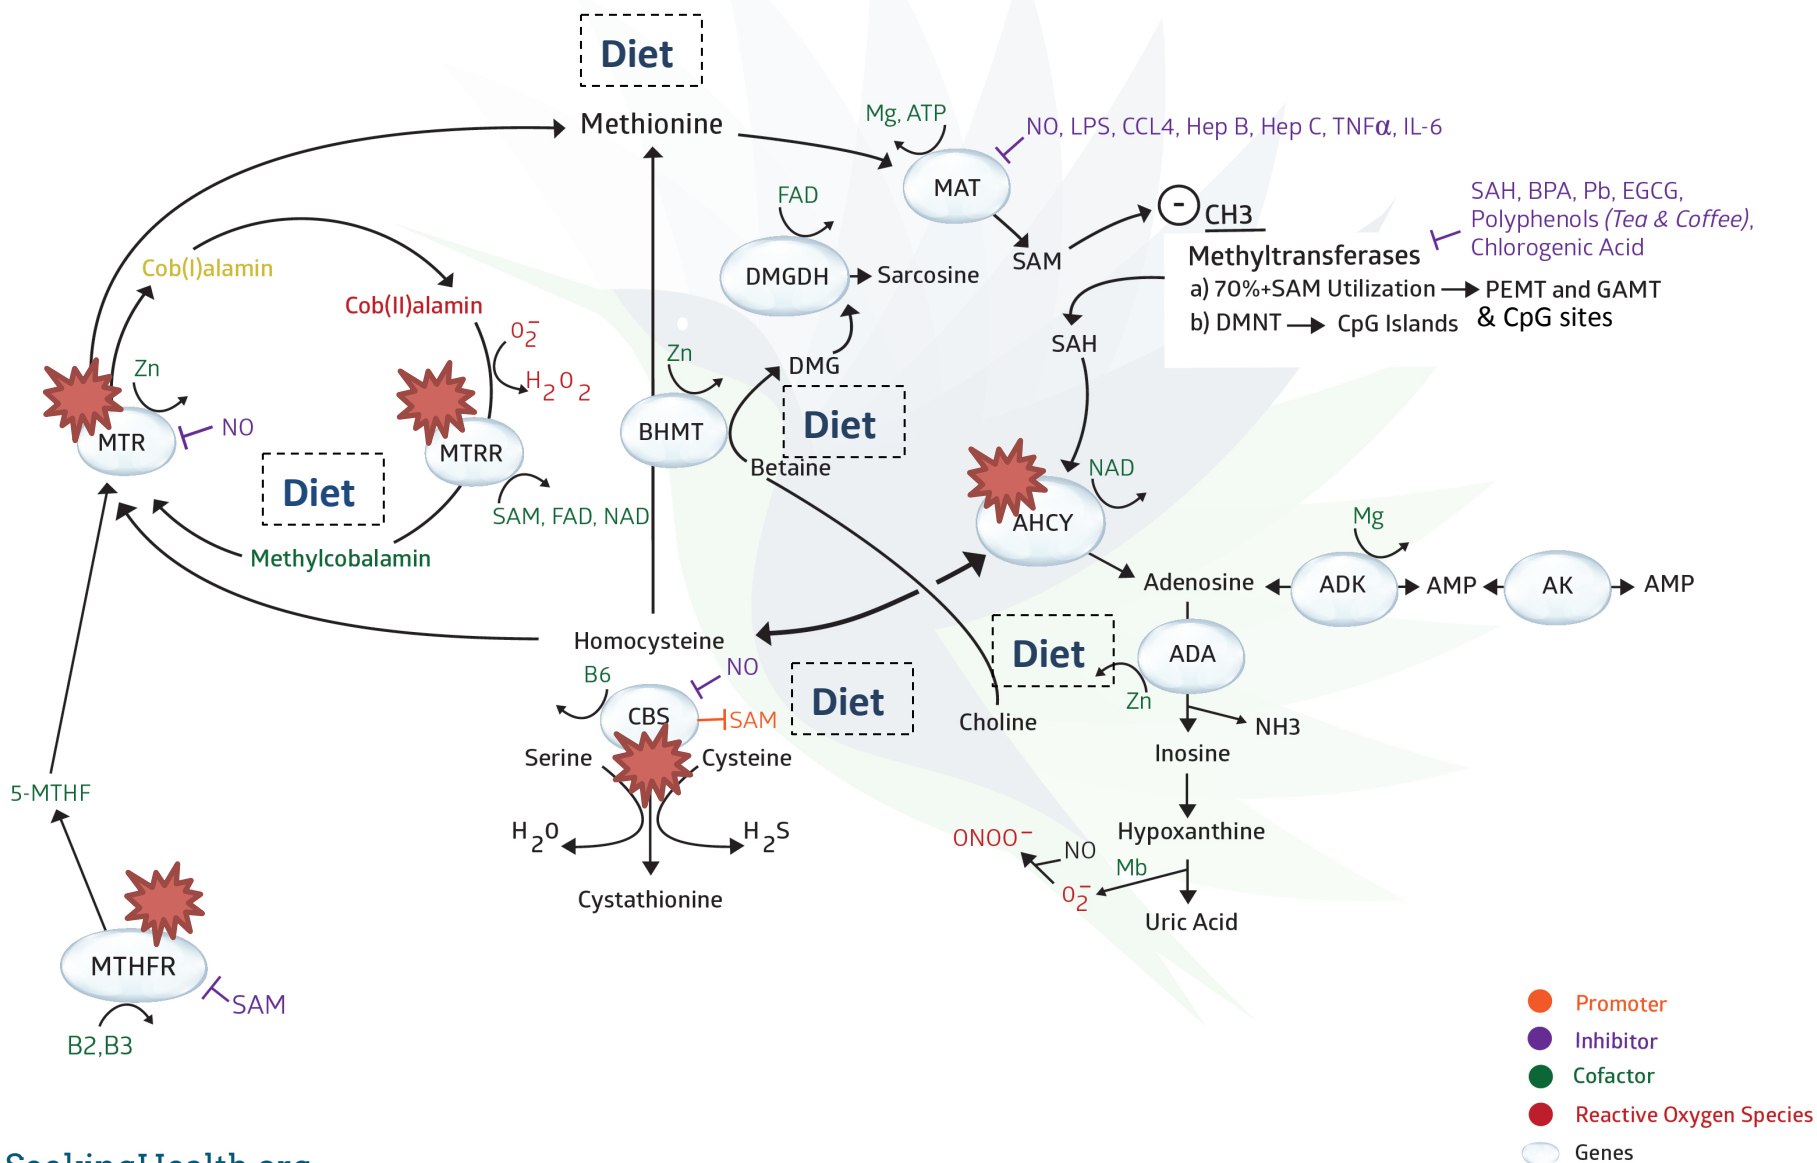 Diet
Methionine
Mg, ATP
NO, LPS, CCL4, Hep B, Hep C, TNFα, IL-6
MAT
FAD
DMGDH
Sarcosine
SAM
- CH3
SAH, BPA, Pb, EGCG,
Polyphenols (Tea & Coffee),
Chlorogenic Acid
Methyltransferases
a) 70%+SAM Utilization
PEMT and GAMT
b) DMNT
CpG Islands
& CpG sites
Cob(I)alamin
Cob(II)alamin
O2−
H2O2
Zn
MTR
NO
MTRR
Diet
SAM, FAD, NAD
Methylcobalamin
Zn
BHMT
DMG
Diet
Betaine
SAH
NAD
AHCY
Adenosine
Mg
ADK
AMP
AK
AMP
Homocysteine
B6
NO
CBS
SAM
Diet
Serine
Cysteine
H2O
H2S
Cystathionine
Diet
Choline
ADA
Zn
NH3
Inosine
Hypoxanthine
ONOO−
NO
Mb
O2−
Uric Acid
5-MTHF
MTHFR
SAM
B2,B3
Promoter
Inhibitor
Cofactor
Reactive Oxygen Species
Genes
SeekingHealth.org